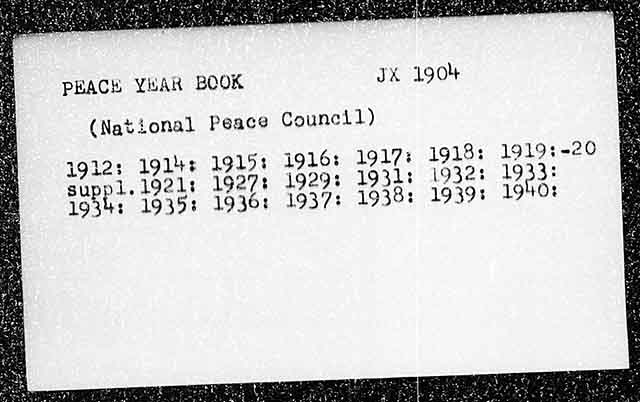 PEACE YEAR BOOK JX 1904
(National Peace Council)
1912: 1914: 1915: 1916: 1917: 1918: 1919:-20
suppl.1921: 1927: 1929: 1931: 1932: 1933:
1934: 1935: 1936: 1937: 1938: 1939: 1940: